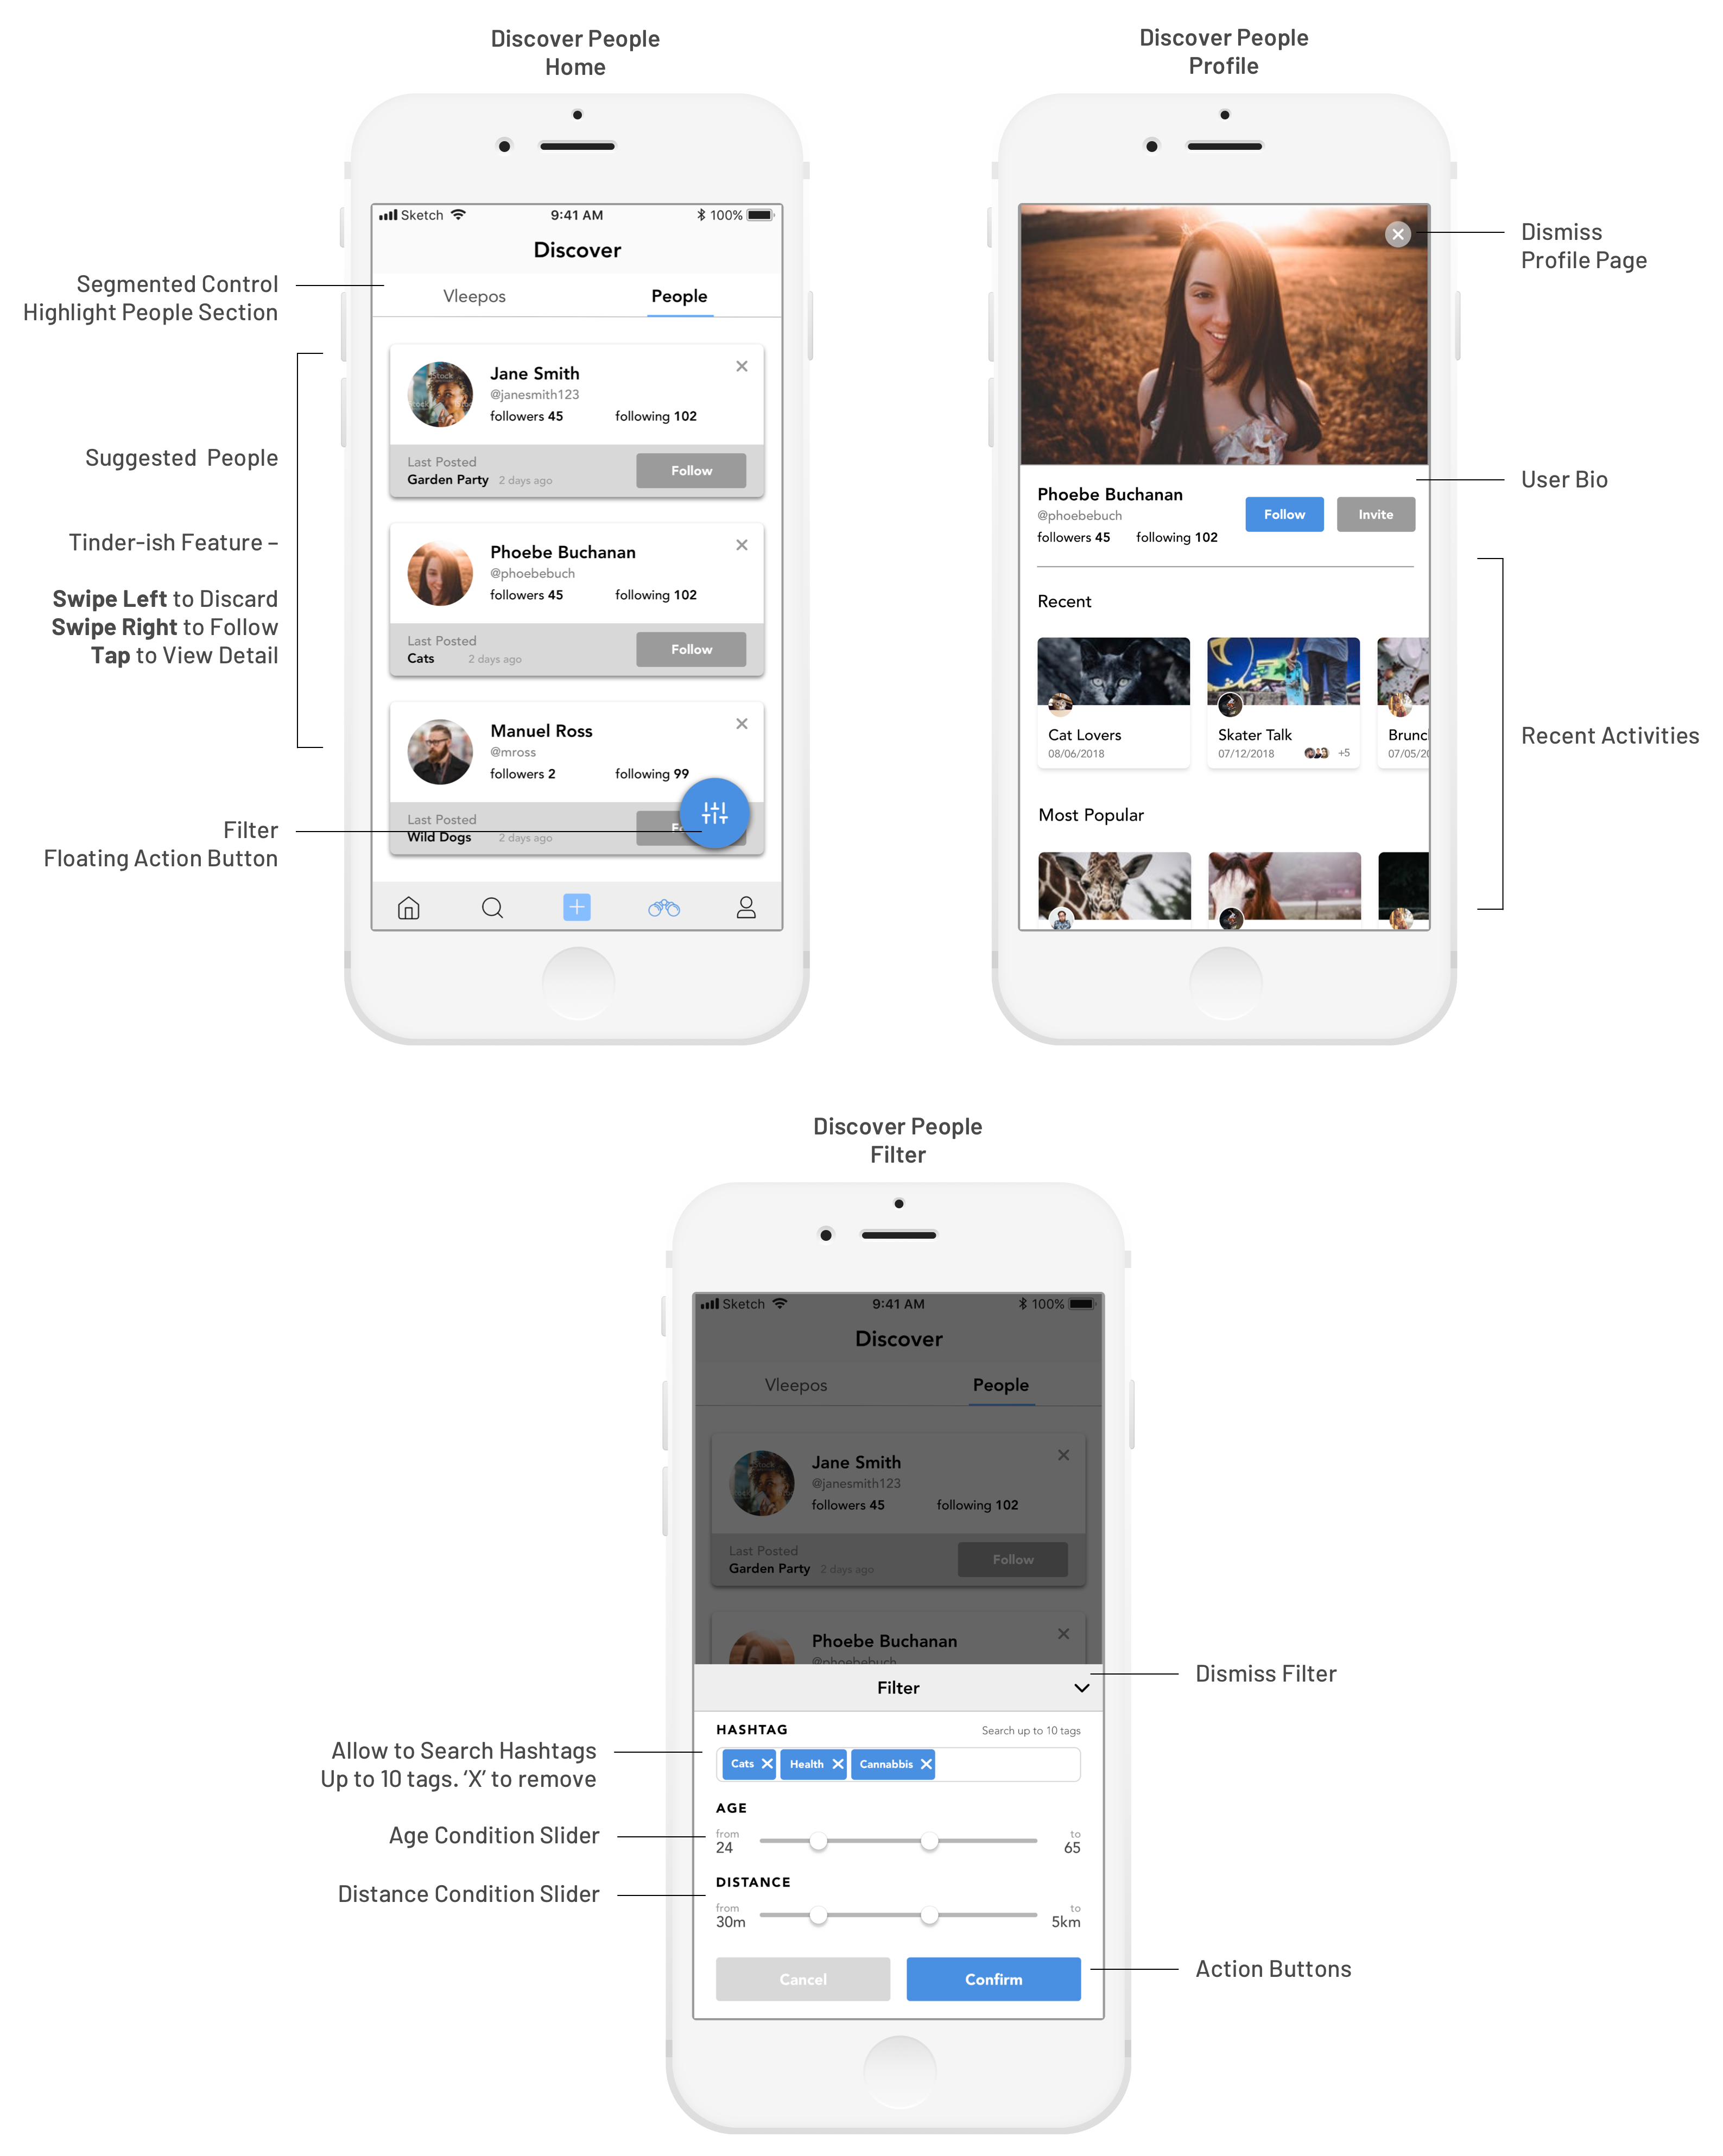 Discover People
Home
Sketch 9:41 AM 100%
Discover
Vleepos People
Segmented Control
Highlight People Section
Suggested People
Tinder-ish Feature –
Swipe Left to Discard
Swipe Right to Follow
Tap to View Detail
Filter
Floating Action Button
Stock
Jane Smith
@janesmith123
followers 45 following 102
Last Posted
Garden Party 2 days ago
Follow
Phoebe Buchanan
@phoebebuch
followers 45 following 102
Last Posted
Cats 2 days ago
Follow
Manuel Ross
@mross
followers 2 following 99
Last Posted
Wild Dogs 2 days ago
Discover People
Profile
Dismiss
Profile Page
User Bio
Recent Activities
Phoebe Buchanan
@phoebebuch
followers 45 following 102
Follow Invite
Recent
Cat Lovers
08/06/2018
Skater Talk
07/12/2018 +5
Brunc
07/05/20
Most Popular
Discover People
Filter
Sketch 9:41 AM 100%
Discover
Vleepos People
Stock
Jane Smith
@janesmith123
followers 45 following 102
Last Posted
Garden Party 2 days ago
Follow
Phoebe Buchanan
@phoebebuch
Filter
Dismiss Filter
HASHTAG Search up to 10 tags
Cats Health Cannabbis
Allow to Search Hashtags
Up to 10 tags. ‘X’ to remove
AGE
Age Condition Slider
from to
24 65
DISTANCE
Distance Condition Slider
from to
30m 5km
Cancel Confirm
Action Buttons